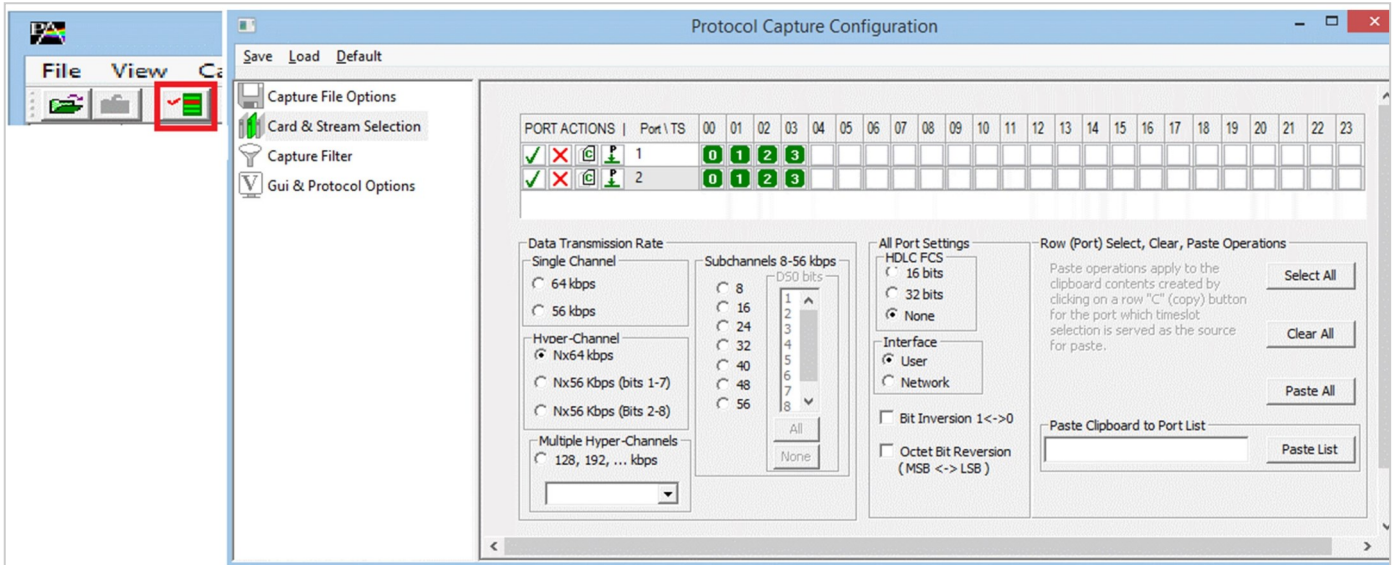 PA
File View Ca
Protocol Capture Configuration
Save Load Default
Capture File Options
Card & Stream Selection
Capture Filter
V Gui & Protocol Options
PORT ACTIONS | Port \ TS 00 01 02 03 04 05 06 07 08 09 10 11 12 13 14 15 16 17 18 19 20 21 22 23
C P 1 0 1 2 3
C P 2 0 1 2 3
Data Transmission Rate
Single Channel
64 kbps
56 kbps
Hyper-Channel
Nx64 kbps
Nx56 Kbps (bits 1-7)
Nx56 Kbps (Bits 2-8)
Multiple Hyper-Channels
128, 192, ... kbps
Subchannels 8-56 kbps
8
16
24
32
40
48
56
DS0 bits
1
2
3
4
5
6
7
8
All
None
All Port Settings
HDLC FCS
16 bits
32 bits
None
Interface
User
Network
Bit Inversion 1<->0
Octet Bit Reversion
( MSB <-> LSB )
Row (Port) Select, Clear, Paste Operations
Paste operations apply to the
clipboard contents created by
clicking on a row "C" (copy) button
for the port which timeslot
selection is served as the source
for paste.
Select All
Clear All
Paste All
Paste Clipboard to Port List
Paste List